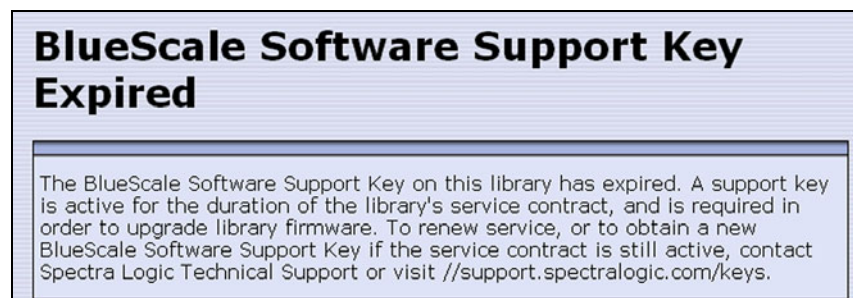 BlueScale Software Support Key
Expired
The BlueScale Software Support Key on this library has expired. A support key
is active for the duration of the library's service contract, and is required in
order to upgrade library firmware. To renew service, or to obtain a new
BlueScale Software Support Key if the service contract is still active, contact
Spectra Logic Technical Support or visit //support.spectralogic.com/keys.